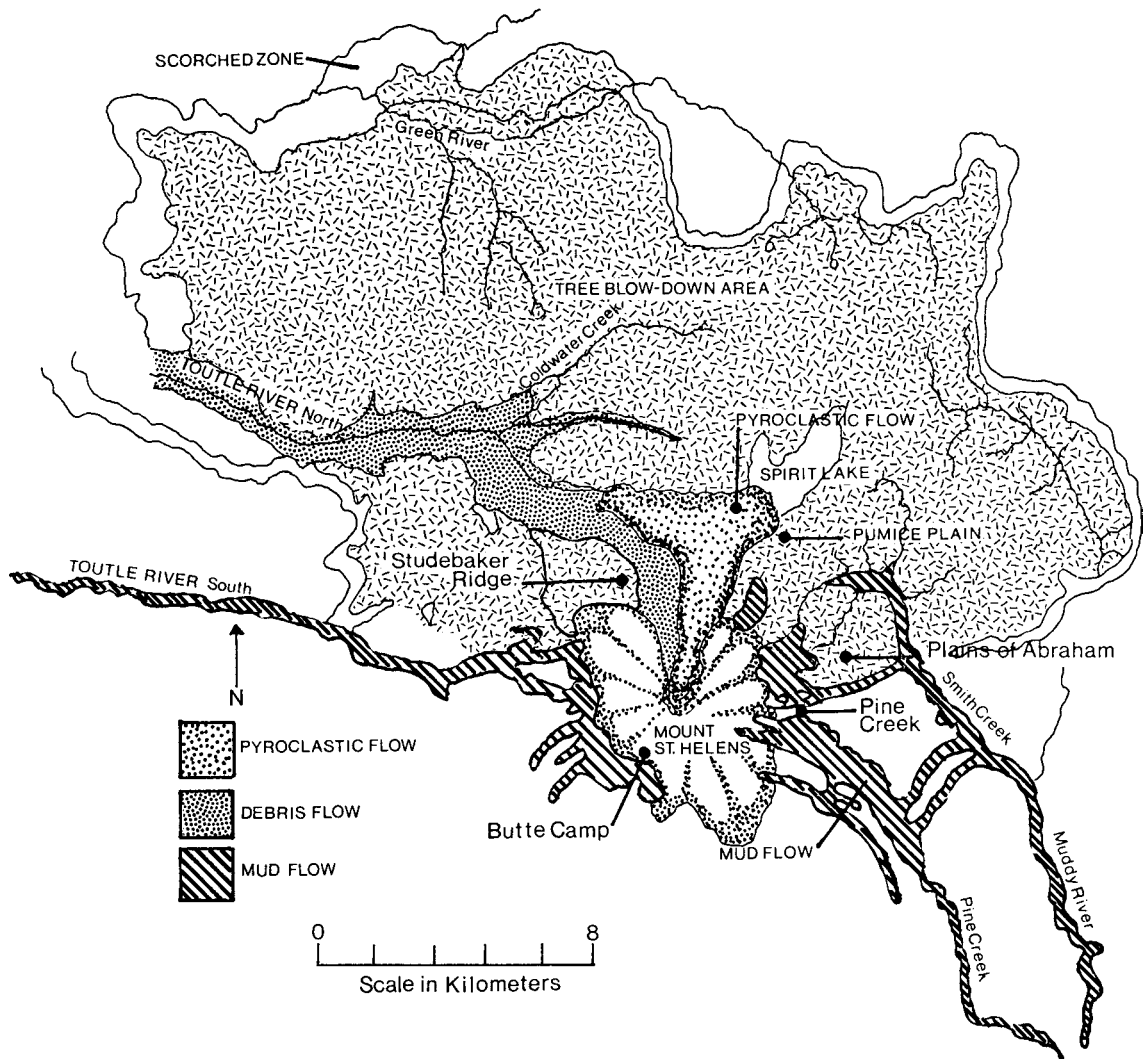 SCORCHED ZONE
Green River
TREE BLOW-DOWN AREA
Coldwater Creek
TOUTLE RIVER North
PYROCLASTIC FLOW
SPIRIT LAKE
PUMICE PLAIN
Studebaker
Ridge
TOUTLE RIVER South
Plains of Abraham
N
Smith Creek
Pine
Creek
MOUNT
ST. HELENS
PYROCLASTIC FLOW
DEBRIS FLOW
MUD FLOW
Butte Camp
MUD FLOW
Muddy River
Pine Creek
0 8
Scale in Kilometers